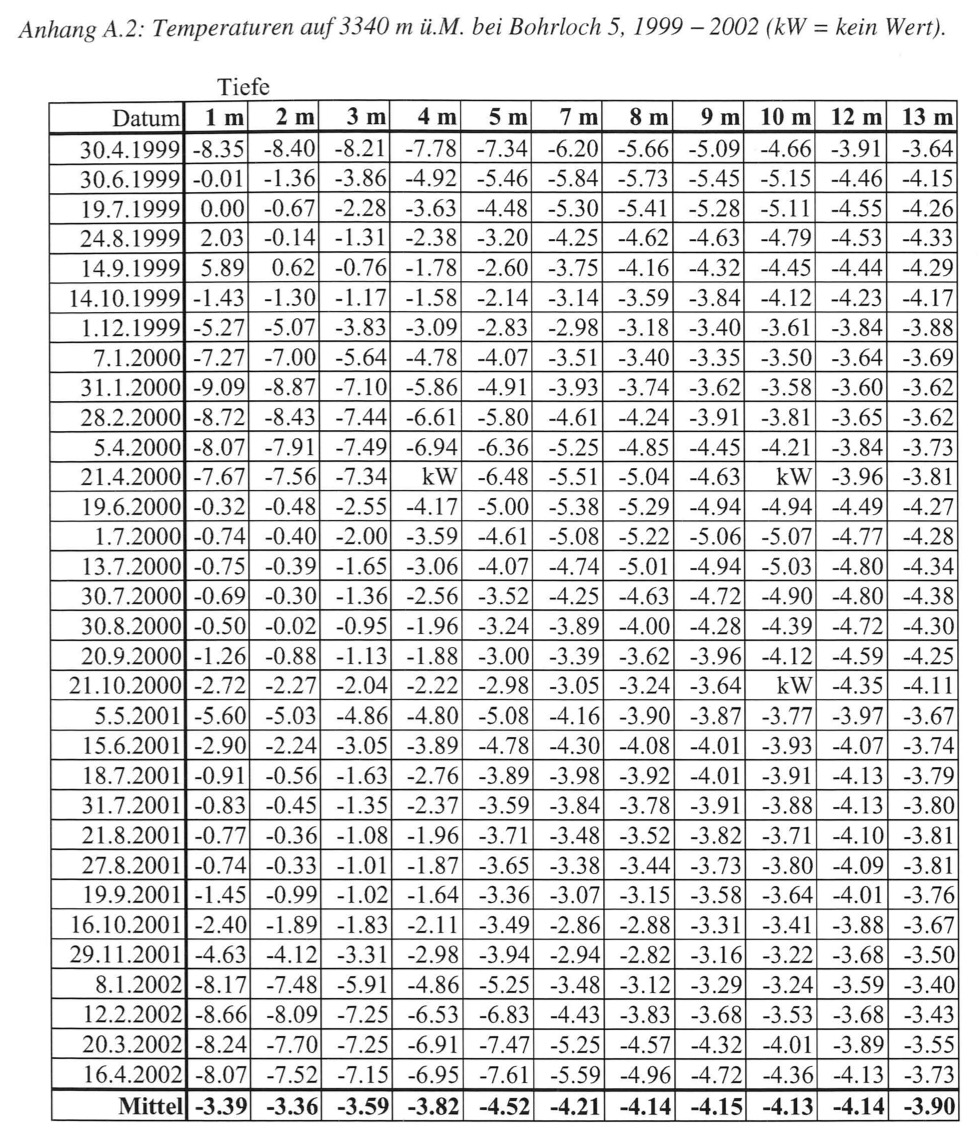 Anhang A.2: Temperaturen auf 3340 m ü.M. bei Bohrloch 5, 1999 – 2002 (kW = kein Wert).
Tiefe
Datum 1 m 2 m 3 m 4 m 5 m 7 m 8 m 9 m 10 m 12 m 13 m
30.4.1999 -8.35 -8.40 -8.21 -7.78 -7.34 -6.20 -5.66 -5.09 -4.66 -3.91 -3.64
30.6.1999 -0.01 -1.36 -3.86 -4.92 -5.46 -5.84 -5.73 -5.45 -5.15 -4.46 -4.15
19.7.1999 0.00 -0.67 -2.28 -3.63 -4.48 -5.30 -5.41 -5.28 -5.11 -4.55 -4.26
24.8.1999 2.03 -0.14 -1.31 -2.38 -3.20 -4.25 -4.62 -4.63 -4.79 -4.53 -4.33
14.9.1999 5.89 0.62 -0.76 -1.78 -2.60 -3.75 -4.16 -4.32 -4.45 -4.44 -4.29
14.10.1999 -1.43 -1.30 -1.17 -1.58 -2.14 -3.14 -3.59 -3.84 -4.12 -4.23 -4.17
1.12.1999 -5.27 -5.07 -3.83 -3.09 -2.83 -2.98 -3.18 -3.40 -3.61 -3.84 -3.88
7.1.2000 -7.27 -7.00 -5.64 -4.78 -4.07 -3.51 -3.40 -3.35 -3.50 -3.64 -3.69
31.1.2000 -9.09 -8.87 -7.10 -5.86 -4.91 -3.93 -3.74 -3.62 -3.58 -3.60 -3.62
28.2.2000 -8.72 -8.43 -7.44 -6.61 -5.80 -4.61 -4.24 -3.91 -3.81 -3.65 -3.62
5.4.2000 -8.07 -7.91 -7.49 -6.94 -6.36 -5.25 -4.85 -4.45 -4.21 -3.84 -3.73
21.4.2000 -7.67 -7.56 -7.34 kW -6.48 -5.51 -5.04 -4.63 kW -3.96 -3.81
19.6.2000 -0.32 -0.48 -2.55 -4.17 -5.00 -5.38 -5.29 -4.94 -4.94 -4.49 -4.27
1.7.2000 -0.74 -0.40 -2.00 -3.59 -4.61 -5.08 -5.22 -5.06 -5.07 -4.77 -4.28
13.7.2000 -0.75 -0.39 -1.65 -3.06 -4.07 -4.74 -5.01 -4.94 -5.03 -4.80 -4.34
30.7.2000 -0.69 -0.30 -1.36 -2.56 -3.52 -4.25 -4.63 -4.72 -4.90 -4.80 -4.38
30.8.2000 -0.50 -0.02 -0.95 -1.96 -3.24 -3.89 -4.00 -4.28 -4.39 -4.72 -4.30
20.9.2000 -1.26 -0.88 -1.13 -1.88 -3.00 -3.39 -3.62 -3.96 -4.12 -4.59 -4.25
21.10.2000 -2.72 -2.27 -2.04 -2.22 -2.98 -3.05 -3.24 -3.64 kW -4.35 -4.11
5.5.2001 -5.60 -5.03 -4.86 -4.80 -5.08 -4.16 -3.90 -3.87 -3.77 -3.97 -3.67
15.6.2001 -2.90 -2.24 -3.05 -3.89 -4.78 -4.30 -4.08 -4.01 -3.93 -4.07 -3.74
18.7.2001 -0.91 -0.56 -1.63 -2.76 -3.89 -3.98 -3.92 -4.01 -3.91 -4.13 -3.79
31.7.2001 -0.83 -0.45 -1.35 -2.37 -3.59 -3.84 -3.78 -3.91 -3.88 -4.13 -3.80
21.8.2001 -0.77 -0.36 -1.08 -1.96 -3.71 -3.48 -3.52 -3.82 -3.71 -4.10 -3.81
27.8.2001 -0.74 -0.33 -1.01 -1.87 -3.65 -3.38 -3.44 -3.73 -3.80 -4.09 -3.81
19.9.2001 -1.45 -0.99 -1.02 -1.64 -3.36 -3.07 -3.15 -3.58 -3.64 -4.01 -3.76
16.10.2001 -2.40 -1.89 -1.83 -2.11 -3.49 -2.86 -2.88 -3.31 -3.41 -3.88 -3.67
29.11.2001 -4.63 -4.12 -3.31 -2.98 -3.94 -2.94 -2.82 -3.16 -3.22 -3.68 -3.50
8.1.2002 -8.17 -7.48 -5.91 -4.86 -5.25 -3.48 -3.12 -3.29 -3.24 -3.59 -3.40
12.2.2002 -8.66 -8.09 -7.25 -6.53 -6.83 -4.43 -3.83 -3.68 -3.53 -3.68 -3.43
20.3.2002 -8.24 -7.70 -7.25 -6.91 -7.47 -5.25 -4.57 -4.32 -4.01 -3.89 -3.55
16.4.2002 -8.07 -7.52 -7.15 -6.95 -7.61 -5.59 -4.96 -4.72 -4.36 -4.13 -3.73
Mittel -3.39 -3.36 -3.59 -3.82 -4.52 -4.21 -4.14 -4.15 -4.13 -4.14 -3.90